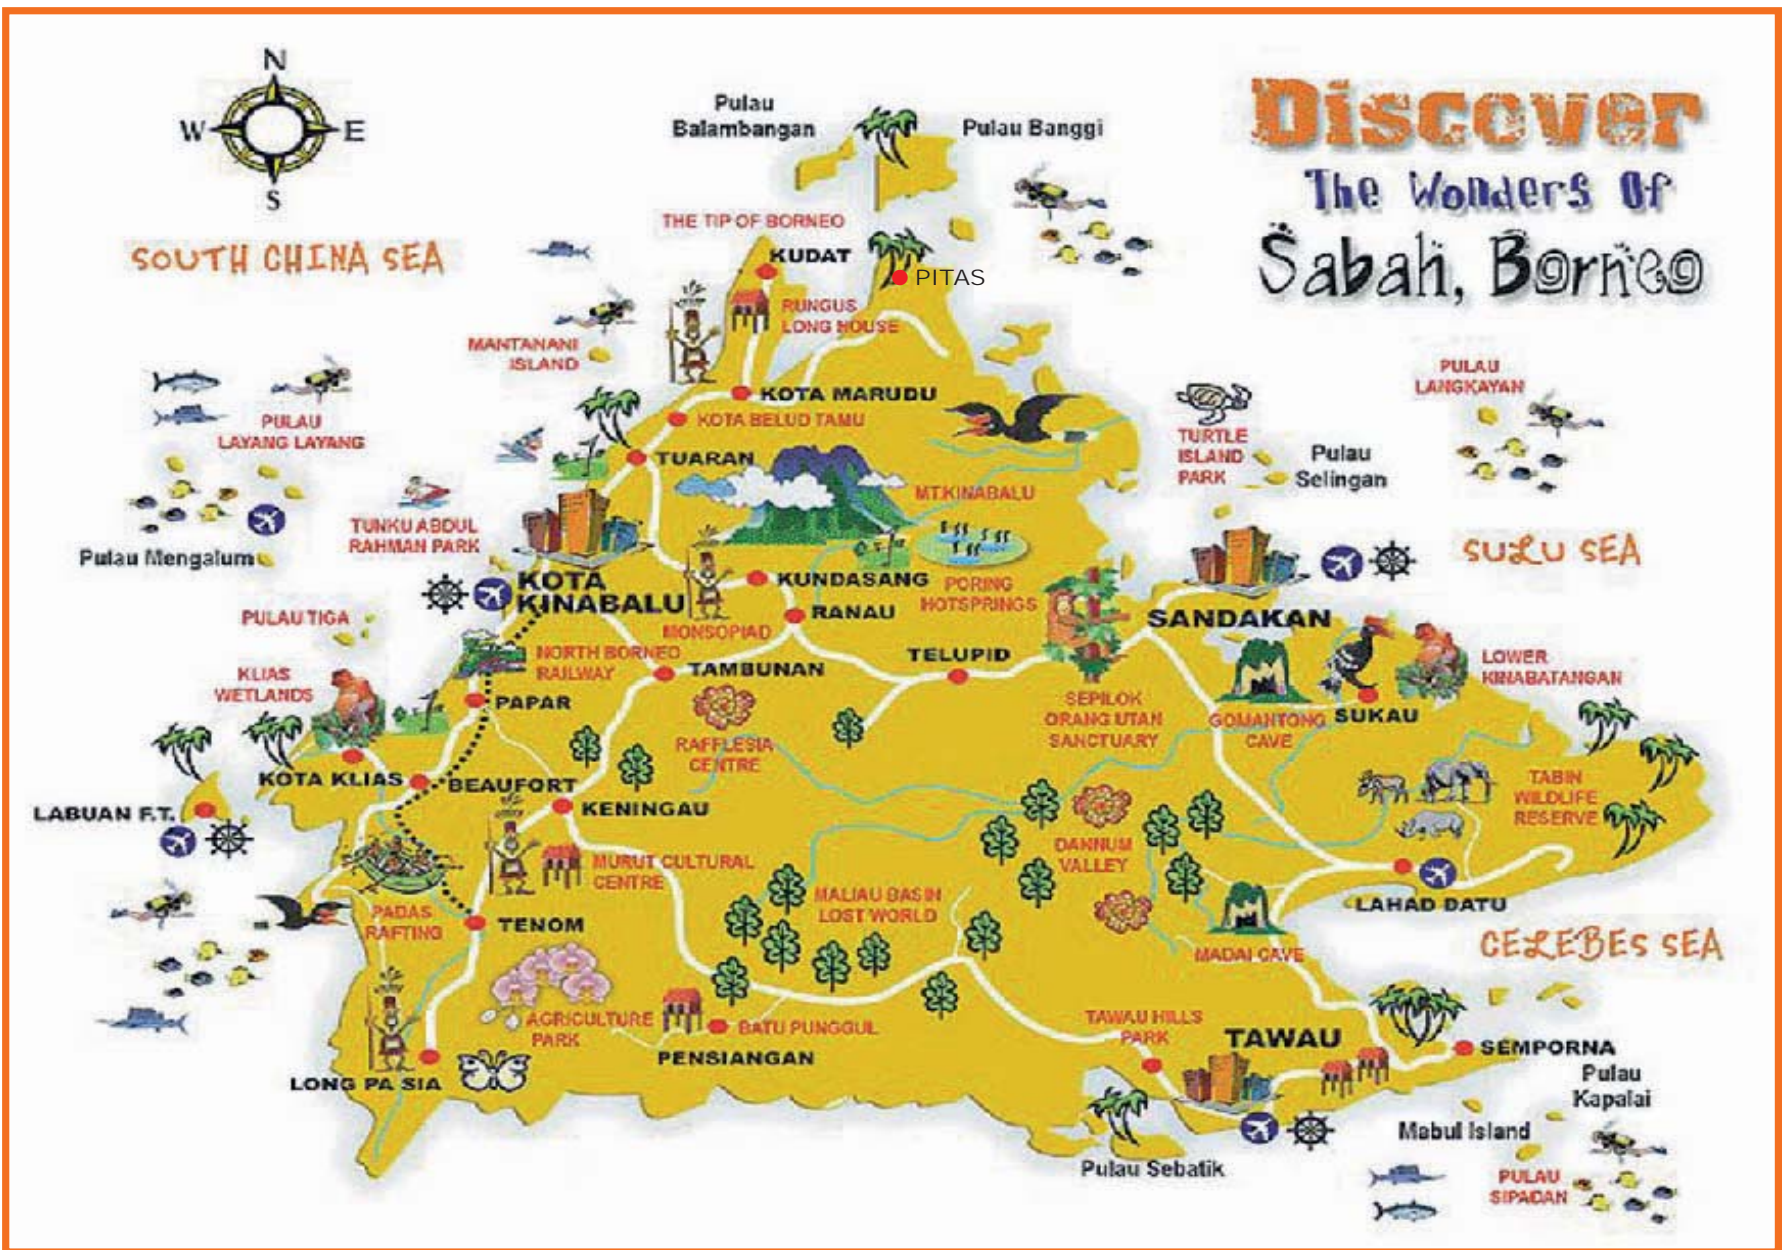 N
W
E
S
Discover
The Wonders Of
Sabah, Borneo
Pulau
Balambangan
Pulau Banggi
THE TIP OF BORNEO
SOUTH CHINA SEA
KUDAT
PITAS
RUNGUS
LONG HOUSE
MANTANANI
ISLAND
PULAU
LANGKAYAN
KOTA MARUDU
KOTA BELUD TAMU
PULAU
LAYANG LAYANG
TURTLE
ISLAND
PARK
Pulau
Selingan
TUARAN
MT.KINABALU
TUNKU ABDUL
RAHMAN PARK
Pulau Mengalum
SULU SEA
KOTA
KINABALU
KUNDASANG
PORING
HOTSPRINGS
RANAU
SANDAKAN
PULAU TIGA
MONSOPIAD
NORTH BORNEO
RAILWAY
TAMBUNAN
TELUPID
LOWER
KINABATANGAN
KLIAS
WETLANDS
PAPAR
SEPILOK
ORANG UTAN
SANCTUARY
GOMANTONG
CAVE
SUKAU
RAFFLESIA
CENTRE
KOTA KLIAS
BEAUFORT
KENINGAU
LABUAN F.T.
TABIN
WILDLIFE
RESERVE
DANNUM
VALLEY
MURUT CULTURAL
CENTRE
MALIAU BASIN
LOST WORLD
LAHAD DATU
PADAS
RAFTING
TENOM
MADAI CAVE
CELEBES SEA
AGRICULTURE
PARK
BATU PUNGGUL
PENSIANGAN
TAWAU HILLS
PARK
TAWAU
SEMPORNA
LONG PA SIA
Pulau
Kapalai
Mabul Island
Pulau Sebatik
PULAU
SIPADAN